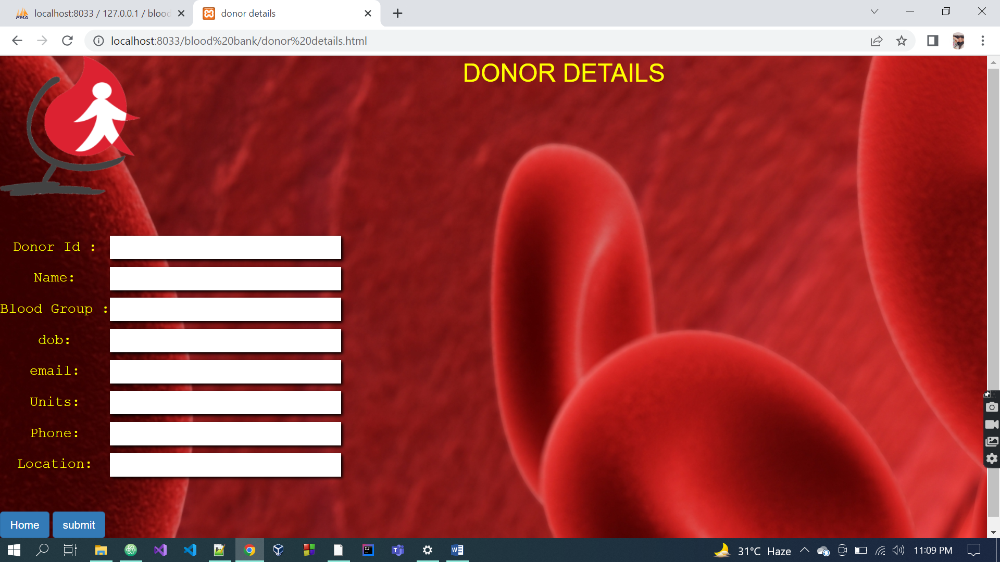 PMA localhost:8033 / 127.0.0.1 / blood
donor details
localhost:8033/blood%20bank/donor%20details.html
DONOR DETAILS
Donor Id :
Name:
Blood Group :
dob:
email:
Units:
Phone:
Location:
Home submit
31°C Haze 11:09 PM